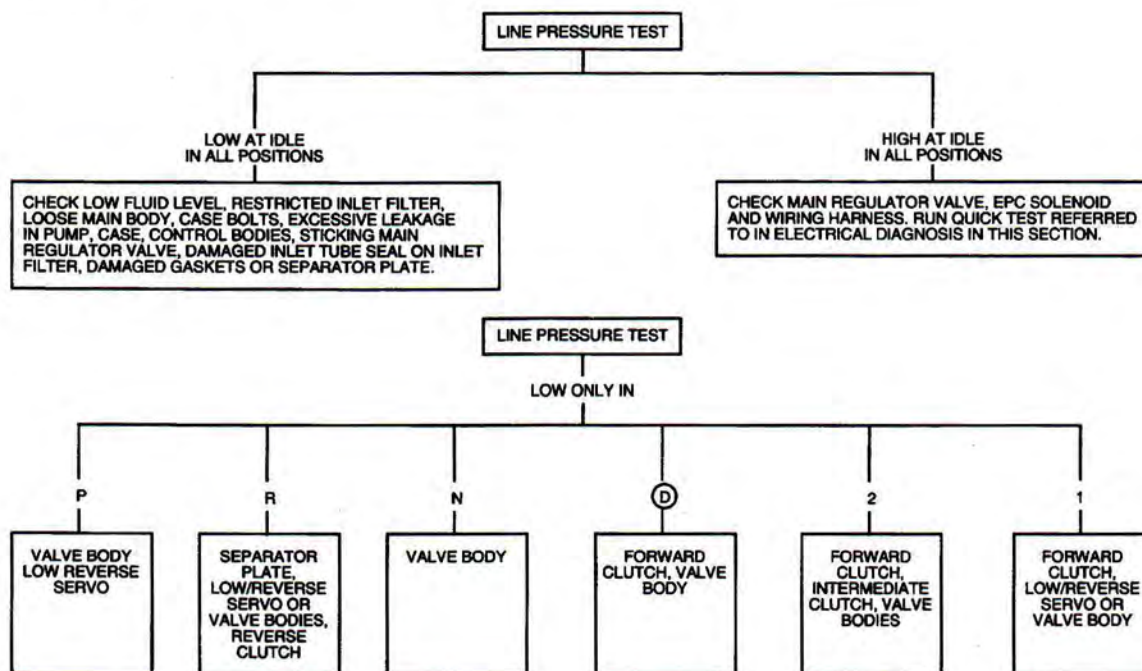 LINE PRESSURE TEST
LOW AT IDLE
IN ALL POSITIONS
HIGH AT IDLE
IN ALL POSITIONS
CHECK LOW FLUID LEVEL, RESTRICTED INLET FILTER,
LOOSE MAIN BODY, CASE BOLTS, EXCESSIVE LEAKAGE
IN PUMP, CASE, CONTROL BODIES, STICKING MAIN
REGULATOR VALVE, DAMAGED INLET TUBE SEAL ON INLET
FILTER, DAMAGED GASKETS OR SEPARATOR PLATE.
CHECK MAIN REGULATOR VALVE, EPC SOLENOID
AND WIRING HARNESS. RUN QUICK TEST REFERRED
TO IN ELECTRICAL DIAGNOSIS IN THIS SECTION.
LINE PRESSURE TEST
LOW ONLY IN
P
R
N
D
2
1
VALVE BODY
LOW REVERSE
SERVO
SEPARATOR
PLATE,
LOW/REVERSE
SERVO OR
VALVE BODIES,
REVERSE
CLUTCH
VALVE BODY
FORWARD
CLUTCH, VALVE
BODY
FORWARD
CLUTCH,
INTERMEDIATE
CLUTCH, VALVE
BODIES
FORWARD
CLUTCH,
LOW/REVERSE
SERVO OR
VALVE BODY